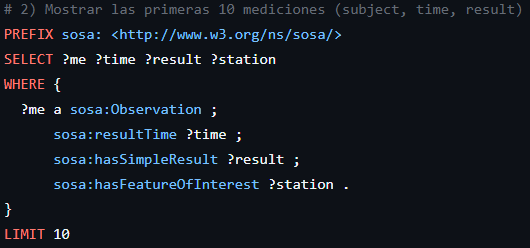 # 2) Mostrar las primeras 10 mediciones (subject, time, result)
PREFIX sosa: <http://www.w3.org/ns/sosa/>
SELECT ?me ?time ?result ?station
WHERE {
  ?me a sosa:Observation ;
      sosa:resultTime ?time ;
      sosa:hasSimpleResult ?result ;
      sosa:hasFeatureOfInterest ?station .
}
LIMIT 10